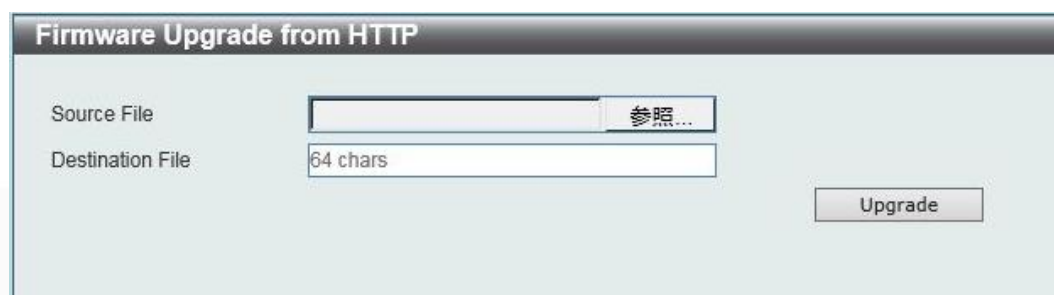 Firmware Upgrade from HTTP
Source File 参照...
Destination File 64 chars
Upgrade